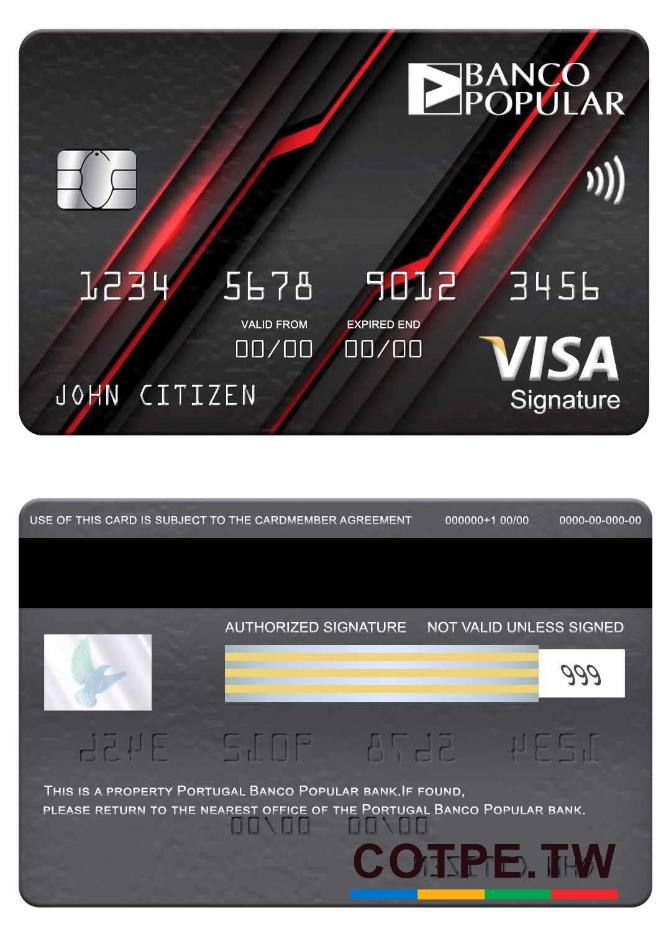 BANCO
POPULAR
1234 5678 9012 3456
VALID FROM EXPIRED END
00/00 00/00
VISA
JOHN CITIZEN
Signature
USE OF THIS CARD IS SUBJECT TO THE CARDMEMBER AGREEMENT 000000+1 00/00 0000-00-000-00
AUTHORIZED SIGNATURE NOT VALID UNLESS SIGNED
999
THIS IS A PROPERTY PORTUGAL BANCO POPULAR BANK.IF FOUND,
PLEASE RETURN TO THE NEAREST OFFICE OF THE PORTUGAL BANCO POPULAR BANK.
COTPE.TW